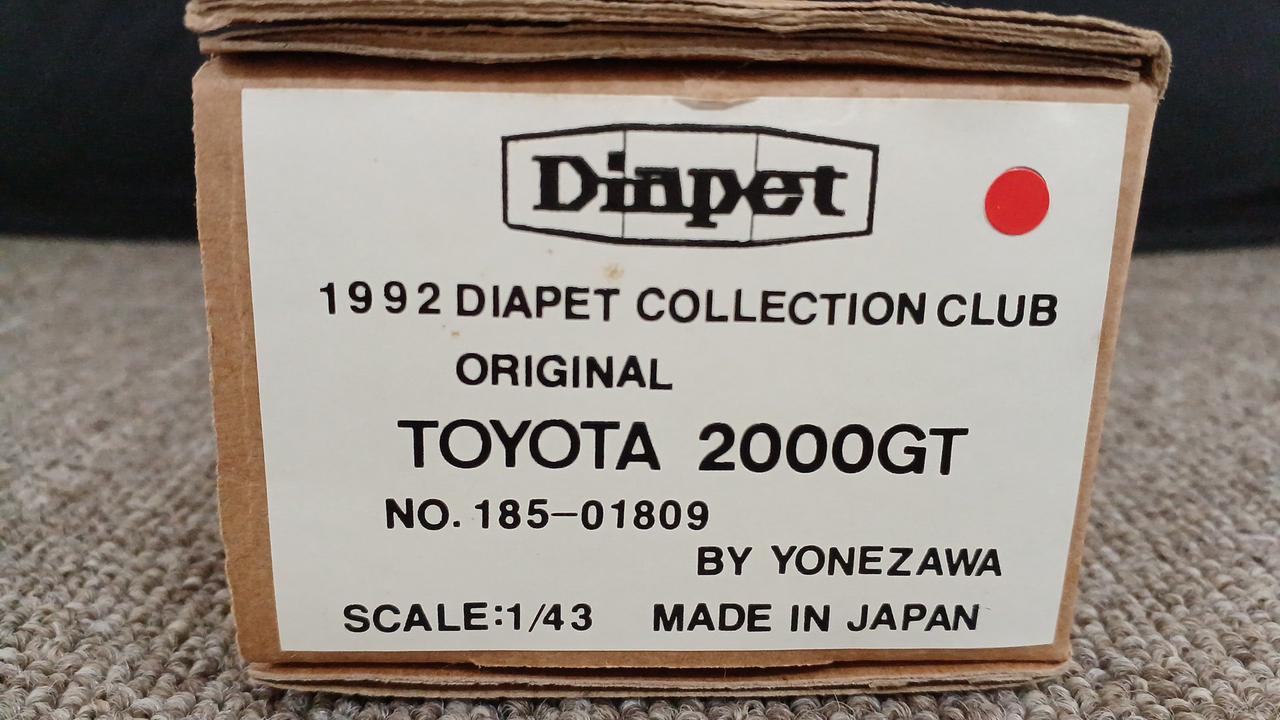 Diapet
1992 DIAPET COLLECTION CLUB
ORIGINAL
TOYOTA 2000GT
NO. 185-01809
BY YONEZAWA
SCALE:1/43 MADE IN JAPAN